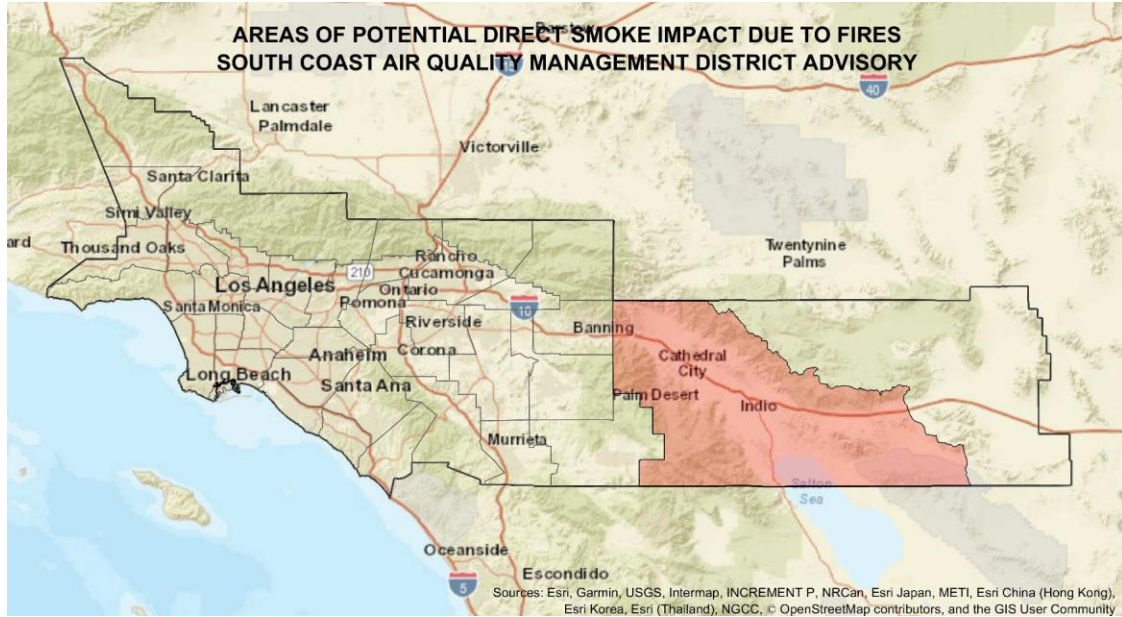 AREAS OF POTENTIAL DIRECT SMOKE IMPACT DUE TO FIRES
SOUTH COAST AIR QUALITY MANAGEMENT DISTRICT ADVISORY
Barstow
15
40
Lancaster
Palmdale
Victorville
Santa Clarita
Simi Valley
ard
Thousand Oaks
Twentynine
Palms
Rancho
Cucamonga
210
Los Angeles
Ontario
Pomona
Santa Monica
10
Riverside
Banning
Anaheim
Corona
Cathedral
City
Long Beach
Santa Ana
Palm Desert
Indio
Murrieta
Salton
Sea
Oceanside
Escondido
5
Sources: Esri, Garmin, USGS, Intermap, INCREMENT P, NRCan, Esri Japan, METI, Esri China (Hong Kong),
Esri Korea, Esri (Thailand), NGCC, © OpenStreetMap contributors, and the GIS User Community